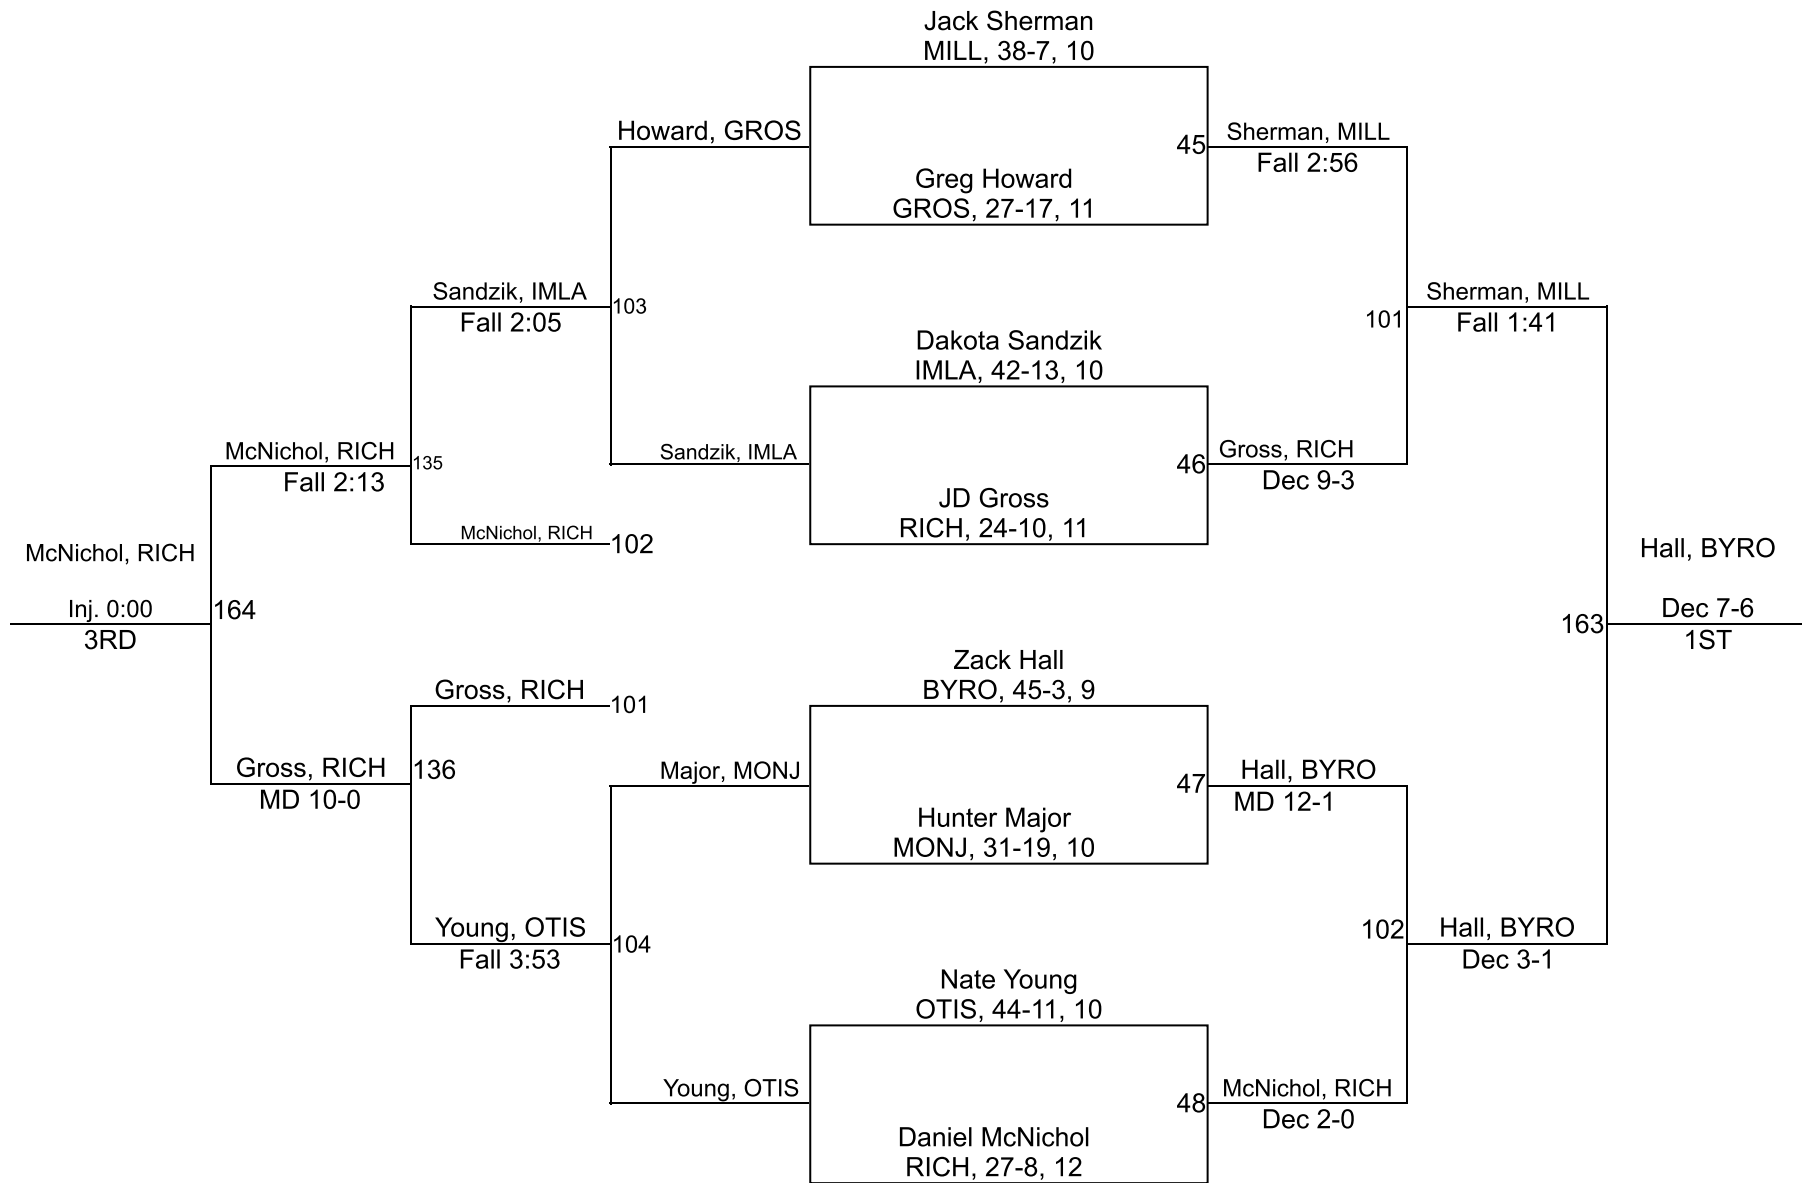 Jack Sherman
MILL, 38-7, 10
Howard, GROS
45
Sherman, MILL
Fall 2:56
Greg Howard
GROS, 27-17, 11
Sandzik, IMLA
Fall 2:05
103
101
Sherman, MILL
Fall 1:41
Dakota Sandzik
IMLA, 42-13, 10
McNichol, RICH
Fall 2:13
135
Sandzik, IMLA
46
Gross, RICH
Dec 9-3
JD Gross
RICH, 24-10, 11
McNichol, RICH
102
McNichol, RICH
Inj. 0:00
3RD
164
Hall, BYRO
Dec 7-6
1ST
163
Zack Hall
BYRO, 45-3, 9
Gross, RICH
101
Gross, RICH
MD 10-0
136
Major, MONJ
47
Hall, BYRO
MD 12-1
Hunter Major
MONJ, 31-19, 10
Young, OTIS
Fall 3:53
104
102
Hall, BYRO
Dec 3-1
Nate Young
OTIS, 44-11, 10
Young, OTIS
48
McNichol, RICH
Dec 2-0
Daniel McNichol
RICH, 27-8, 12